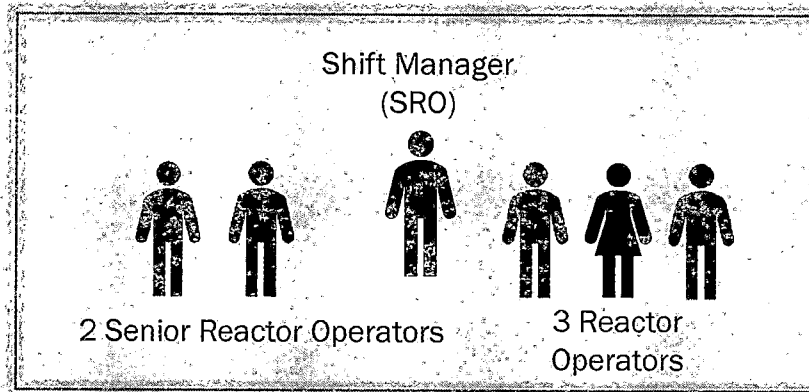 Shift Manager
(SRO)
2 Senior Reactor Operators
3 Reactor
Operators